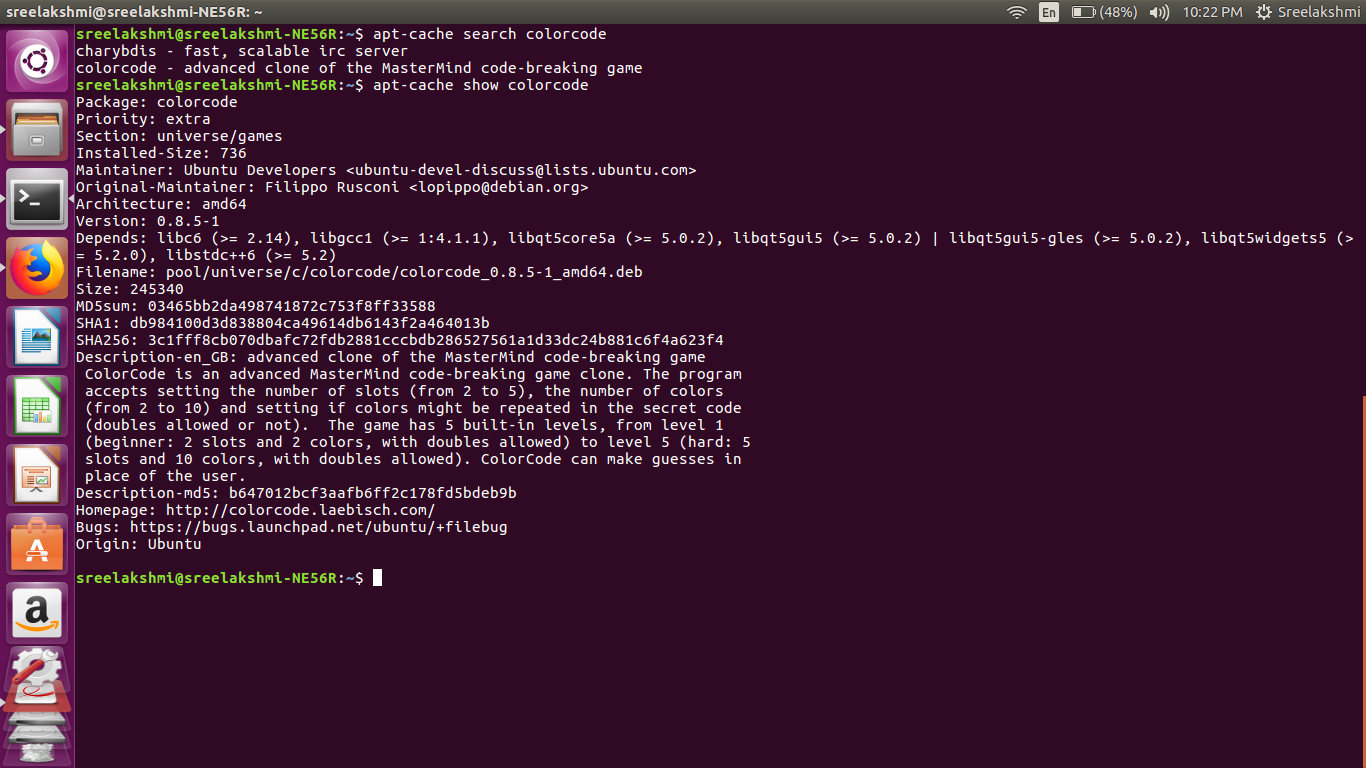 sreelakshmi@sreelakshmi-NE56R: ~
En
(48%)
10:22 PM
Sreelakshmi
sreelakshmi@sreelakshmi-NE56R:~$ apt-cache search colorcode
charybdis - fast, scalable irc server
colorcode - advanced clone of the MasterMind code-breaking game
sreelakshmi@sreelakshmi-NE56R:~$ apt-cache show colorcode
Package: colorcode
Priority: extra
Section: universe/games
Installed-Size: 736
Maintainer: Ubuntu Developers <ubuntu-devel-discuss@lists.ubuntu.com>
Original-Maintainer: Filippo Rusconi <lopippo@debian.org>
Architecture: amd64
Version: 0.8.5-1
Depends: libc6 (>= 2.14), libgcc1 (>= 1:4.1.1), libqt5core5a (>= 5.0.2), libqt5gui5 (>= 5.0.2) | libqt5gui5-gles (>= 5.0.2), libqt5widgets5 (>
= 5.2.0), libstdc++6 (>= 5.2)
Filename: pool/universe/c/colorcode/colorcode_0.8.5-1_amd64.deb
Size: 245340
MD5sum: 03465bb2da498741872c753f8ff33588
SHA1: db984100d3d838804ca49614db6143f2a464013b
SHA256: 3c1fff8cb070dbafc72fdb2881cccbdb286527561a1d33dc24b881c6f4a623f4
Description-en_GB: advanced clone of the MasterMind code-breaking game
 ColorCode is an advanced MasterMind code-breaking game clone. The program
 accepts setting the number of slots (from 2 to 5), the number of colors
 (from 2 to 10) and setting if colors might be repeated in the secret code
 (doubles allowed or not).  The game has 5 built-in levels, from level 1
 (beginner: 2 slots and 2 colors, with doubles allowed) to level 5 (hard: 5
 slots and 10 colors, with doubles allowed). ColorCode can make guesses in
 place of the user.
Description-md5: b647012bcf3aafb6ff2c178fd5bdeb9b
Homepage: http://colorcode.laebisch.com/
Bugs: https://bugs.launchpad.net/ubuntu/+filebug
Origin: Ubuntu
sreelakshmi@sreelakshmi-NE56R:~$